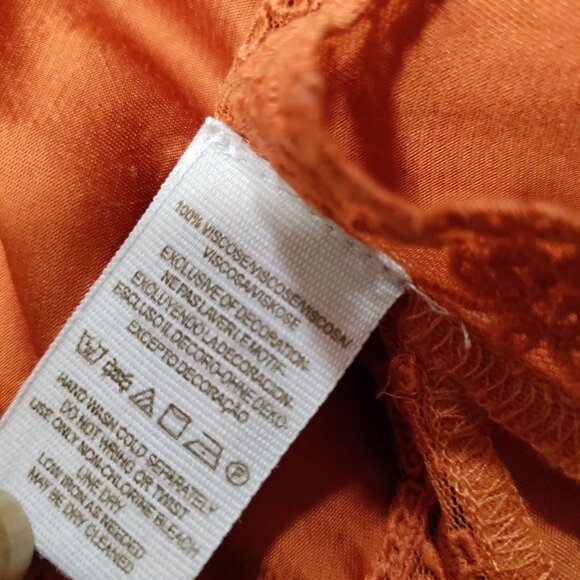 100% VISCOSE/VISCOSE/VISCOSA/
VISCOSA/VISKOSE
EXCLUSIVE OF DECORATION-
NE PAS LAVER LE MOTIF-
EXCLUYENDO LA DECORACION-
ESCLUSO IL DECORO-OHNE DEKO-
EXCEPTO DECORAÇÃO
HAND WASH COLD SEPARATELY
DO NOT WRING OR TWIST
USE ONLY NON-CHLORINE BLEACH
LINE DRY
LOW IRON AS NEEDED
MAY BE DRY CLEANED